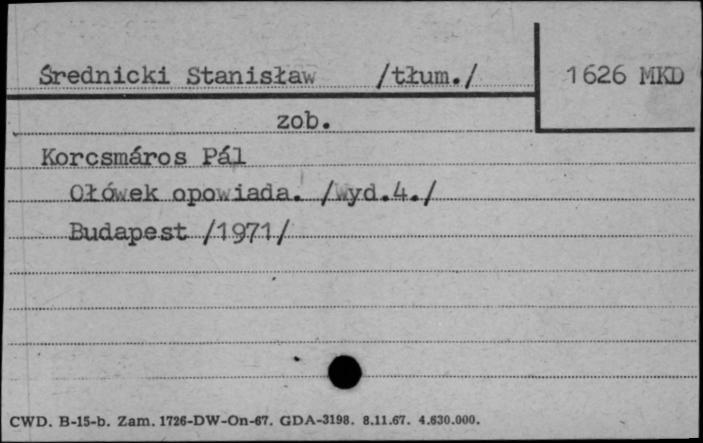 Średnicki Stanisław /tłum./ 1626 MKD
zob.
Korcsmáros Pál
Ołówek opowiada. /wyd.4./
Budapest /1971/
CWD. B-15-b. Zam. 1726-DW-On-67. GDA-3198. 8.11.67. 4.630.000.